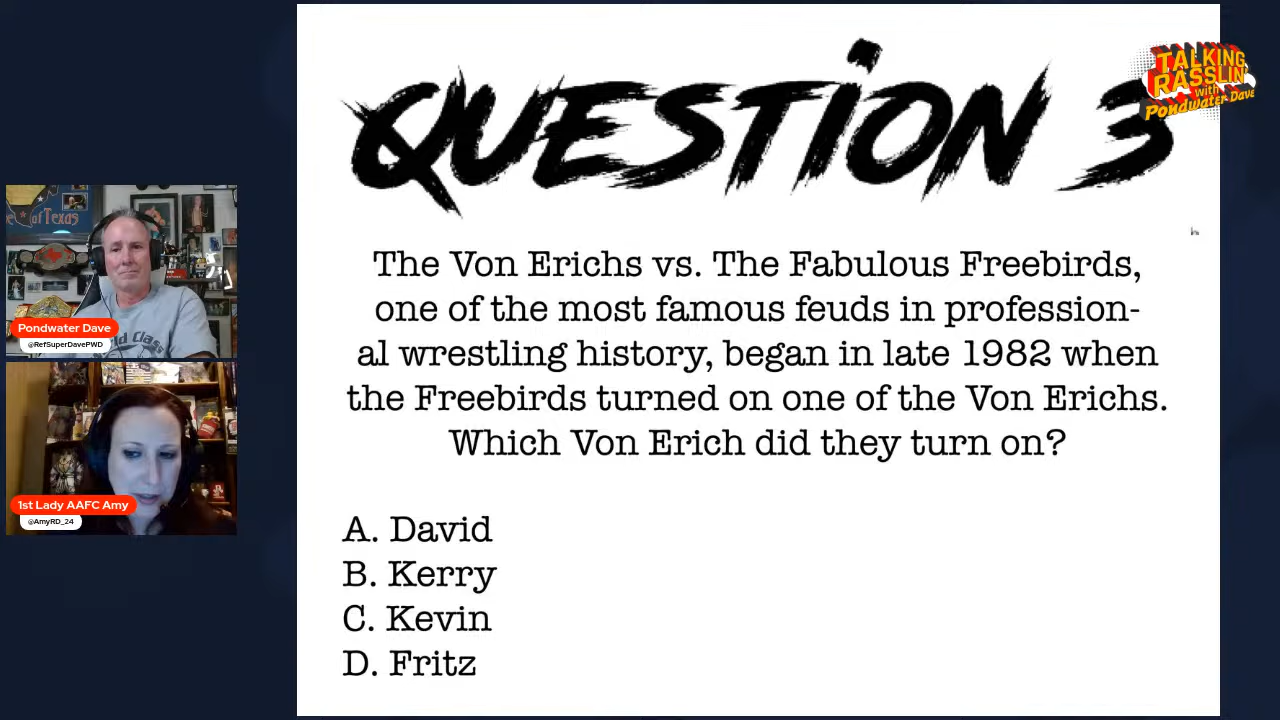 QUESTION 3
TALKING
RASSLIN
with
Pondwater Dave
The Von Erichs vs. The Fabulous Freebirds,
one of the most famous feuds in profession-
al wrestling history, began in late 1982 when
the Freebirds turned on one of the Von Erichs.
Which Von Erich did they turn on?
A. David
B. Kerry
C. Kevin
D. Fritz
of Texas
Pondwater Dave
@RefSuperDavePWD
1st Lady AAFC Amy
@AmyRD_24